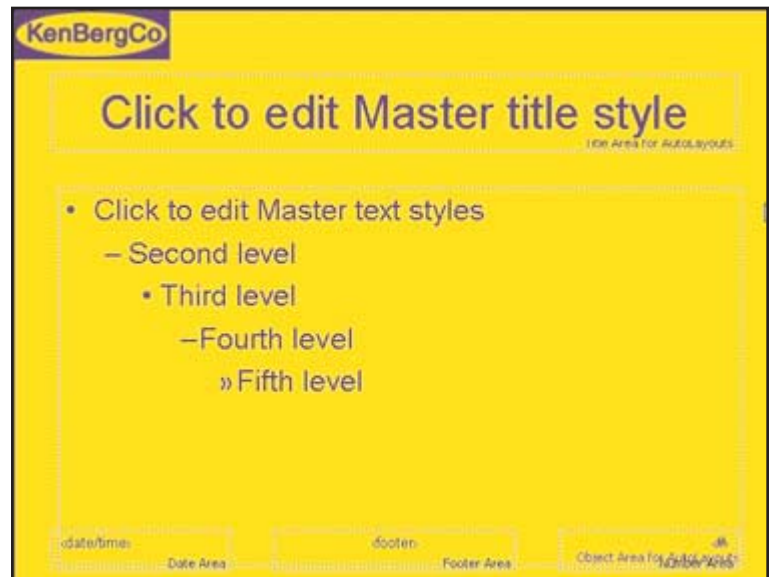 KenBergCo
Click to edit Master title style
Title Area for AutoLayouts
• Click to edit Master text styles
– Second level
• Third level
–Fourth level
» Fifth level
<date/time>
Date Area
<footer>
Footer Area
<#>
Object Area for AutoLayouts
Number Area